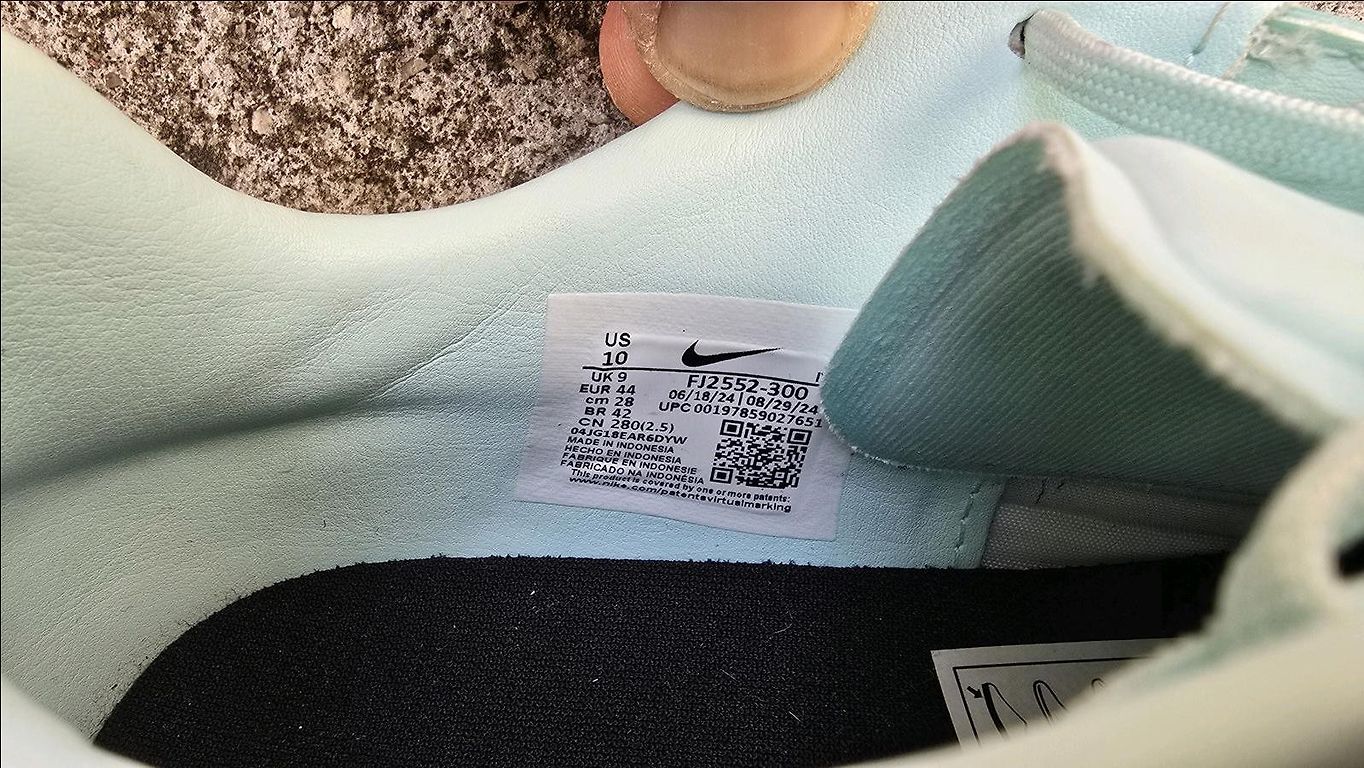 US
10
UK 9
EUR 44
cm 28
BR 42
CN 280(2.5)
04JG18EAR6DYW
MADE IN INDONESIA
HECHO EN INDONESIA
FABRIQUE EN INDONESIE
FABRICADO NA INDONÉSIA
FJ2552-300
06/18/24|08/29/24
UPC 00197859027651
This product is covered by one or more patents:
www.nike.com/patentsvirtualmarking